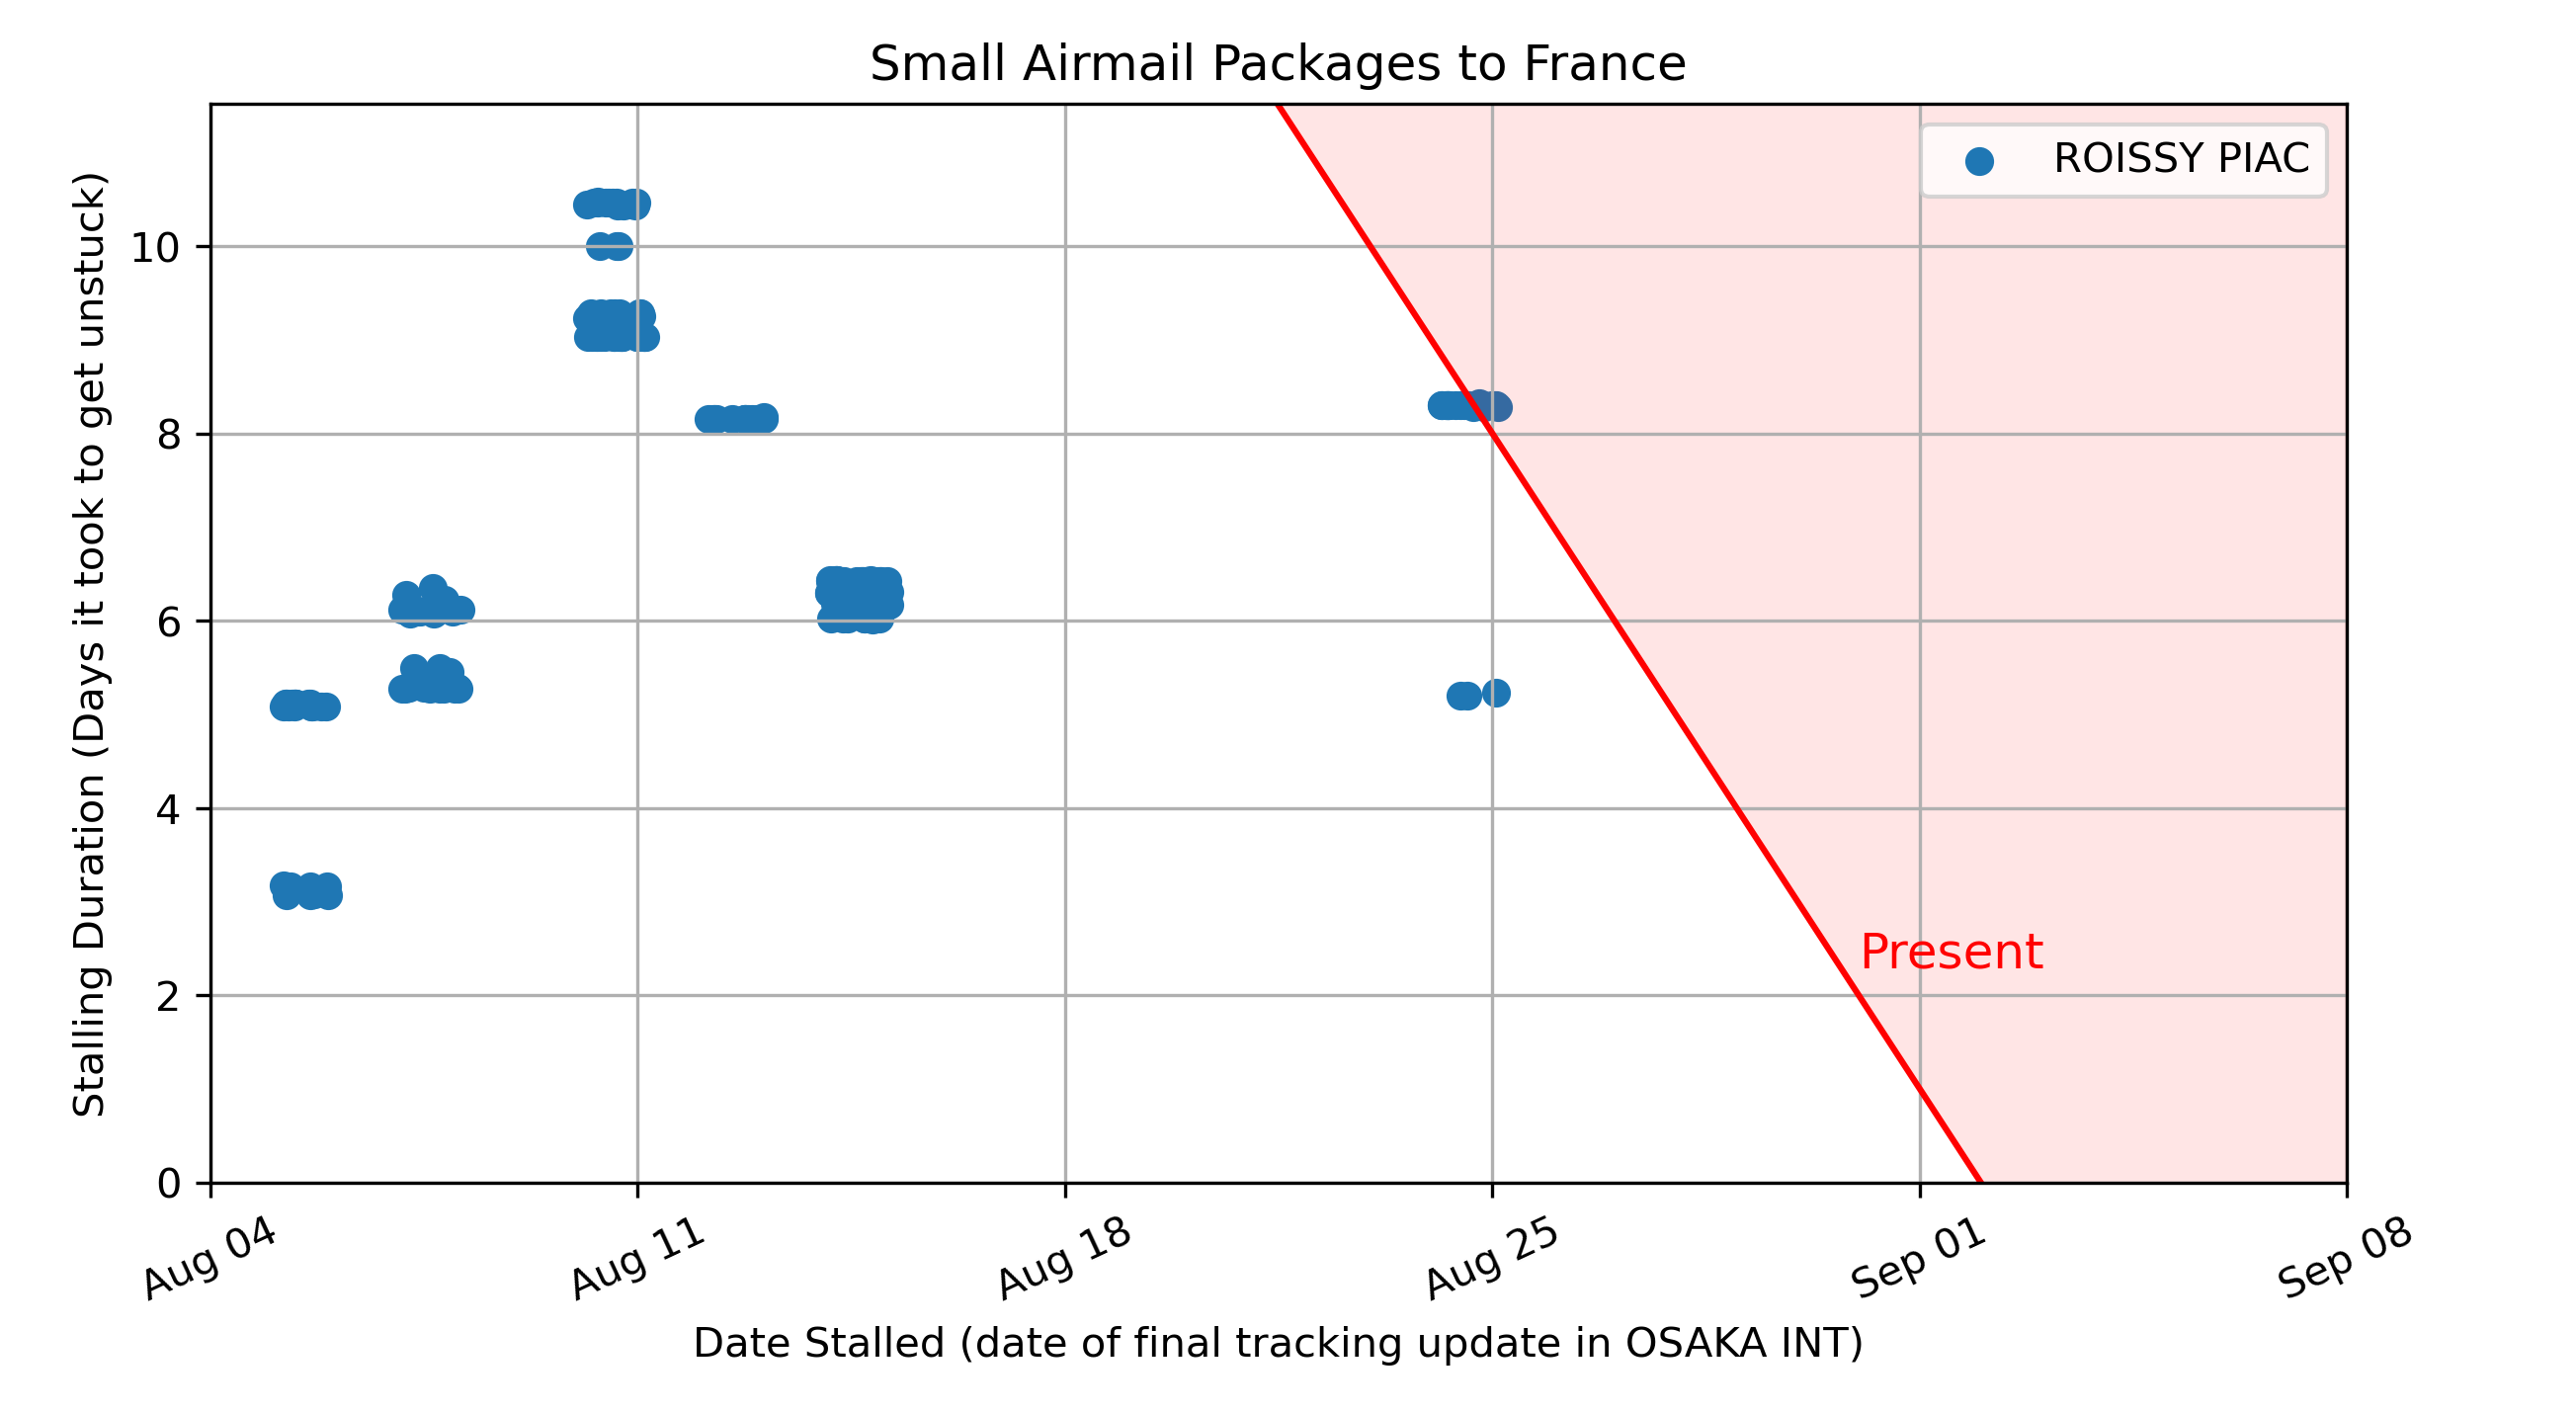 Small Airmail Packages to France
ROISSY PIAC
Stalling Duration (Days it took to get unstuck)
10
8
6
4
2
0
Present
Aug 04
Aug 11
Aug 18
Aug 25
Sep 01
Sep 08
Date Stalled (date of final tracking update in OSAKA INT)